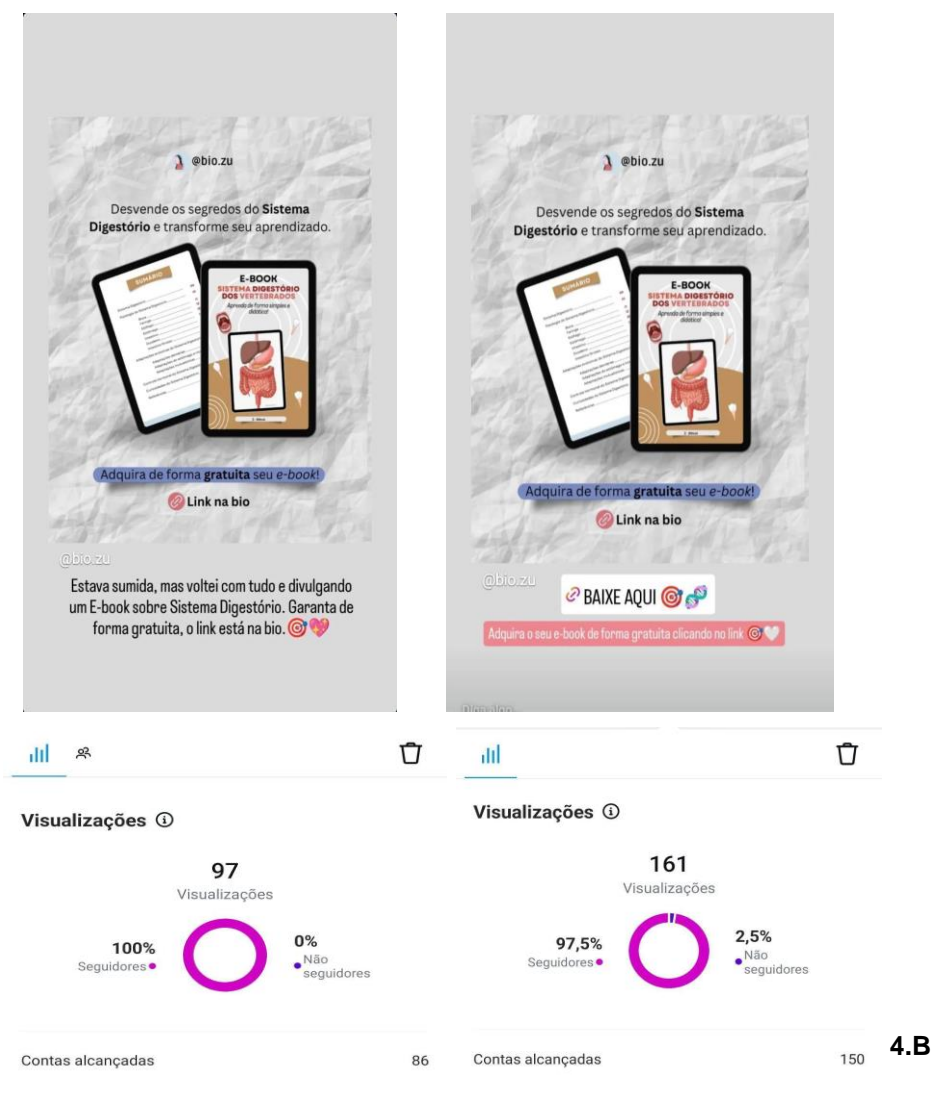 @bio.zu
Desvende os segredos do Sistema
Digestório e transforme seu aprendizado.
SUMÁRIO
E-BOOK
SISTEMA DIGESTÓRIO
DOS VERTEBRADOS
Aprenda de forma simples e
didática!
Adquira de forma gratuita seu e-book!
Link na bio
@bio.zu
Estava sumida, mas voltei com tudo e divulgando
um E-book sobre Sistema Digestório. Garanta de
forma gratuita, o link está na bio.🎯💖
@bio.zu
Desvende os segredos do Sistema
Digestório e transforme seu aprendizado.
SUMÁRIO
E-BOOK
SISTEMA DIGESTÓRIO
DOS VERTEBRADOS
Aprenda de forma simples e
didática!
Adquira de forma gratuita seu e-book!
Link na bio
@bio.zu
BAIXE AQUI 🎯🧬
Adquira o seu e-book de forma gratuita clicando no link 🎯🤍
Visualizações
97
Visualizações
100%
Seguidores
0%
Não
seguidores
Contas alcançadas 86
Visualizações
161
Visualizações
97,5%
Seguidores
2,5%
Não
seguidores
Contas alcançadas 150
4.B